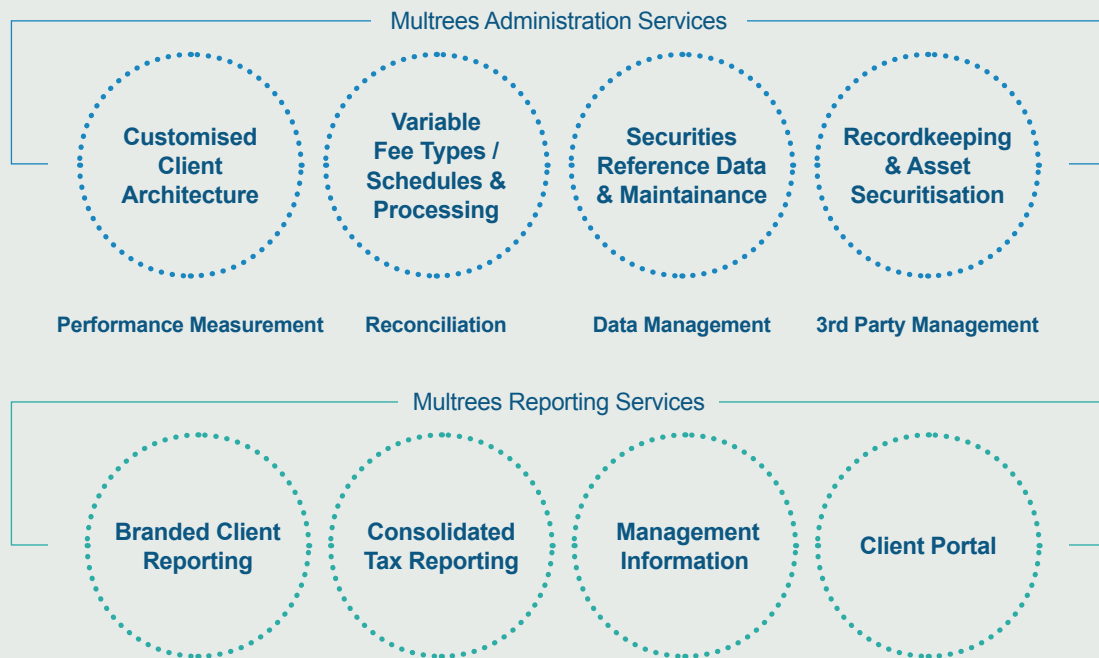 Multrees Administration Services
Customised
Client
Architecture
Variable
Fee Types /
Schedules &
Processing
Securities
Reference Data
& Maintainance
Recordkeeping
& Asset
Securitisation
Performance Measurement
Reconciliation
Data Management
3rd Party Management
Multrees Reporting Services
Branded Client
Reporting
Consolidated
Tax Reporting
Management
Information
Client Portal